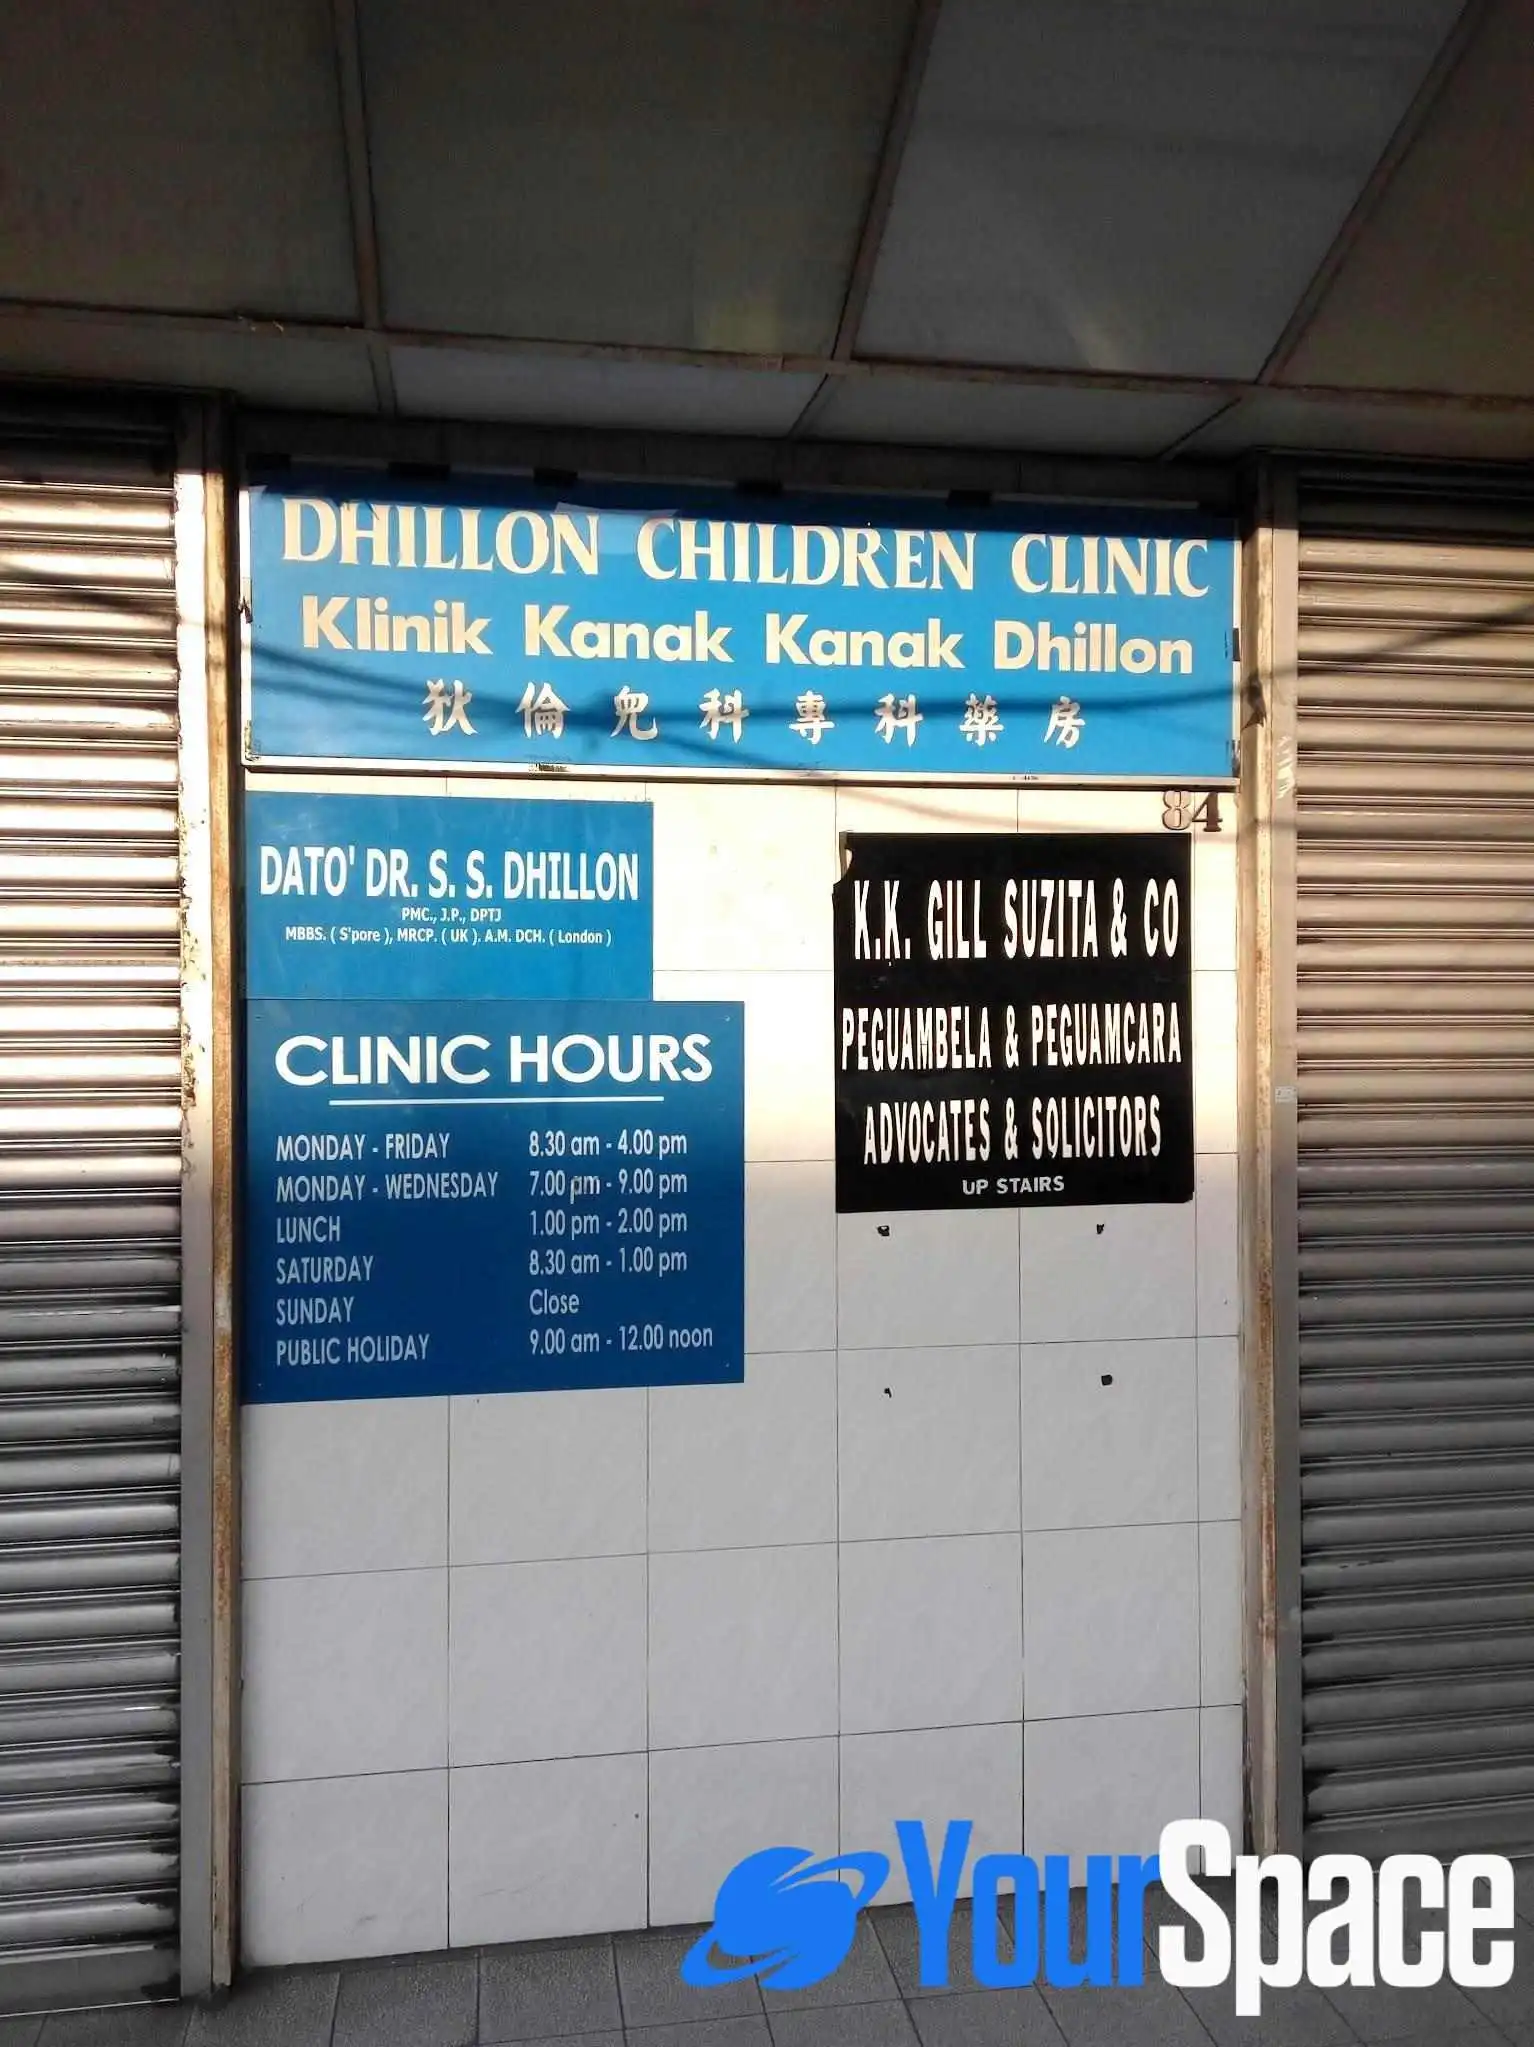 DHILLON CHILDREN CLINIC
Klinik Kanak Kanak Dhillon
狄倫兒科專科藥房
84
DATO' DR. S. S. DHILLON
PMC., J.P., DPTJ
MBBS. ( S'pore ), MRCP. ( UK ). A.M. DCH. ( London )
CLINIC HOURS
MONDAY - FRIDAY 8.30 am - 4.00 pm
MONDAY - WEDNESDAY 7.00 pm - 9.00 pm
LUNCH 1.00 pm - 2.00 pm
SATURDAY 8.30 am - 1.00 pm
SUNDAY Close
PUBLIC HOLIDAY 9.00 am - 12.00 noon
K.K. GILL SUZITA & CO
PEGUAMBELA & PEGUAMCARA
ADVOCATES & SOLICITORS
UP STAIRS
YourSpace